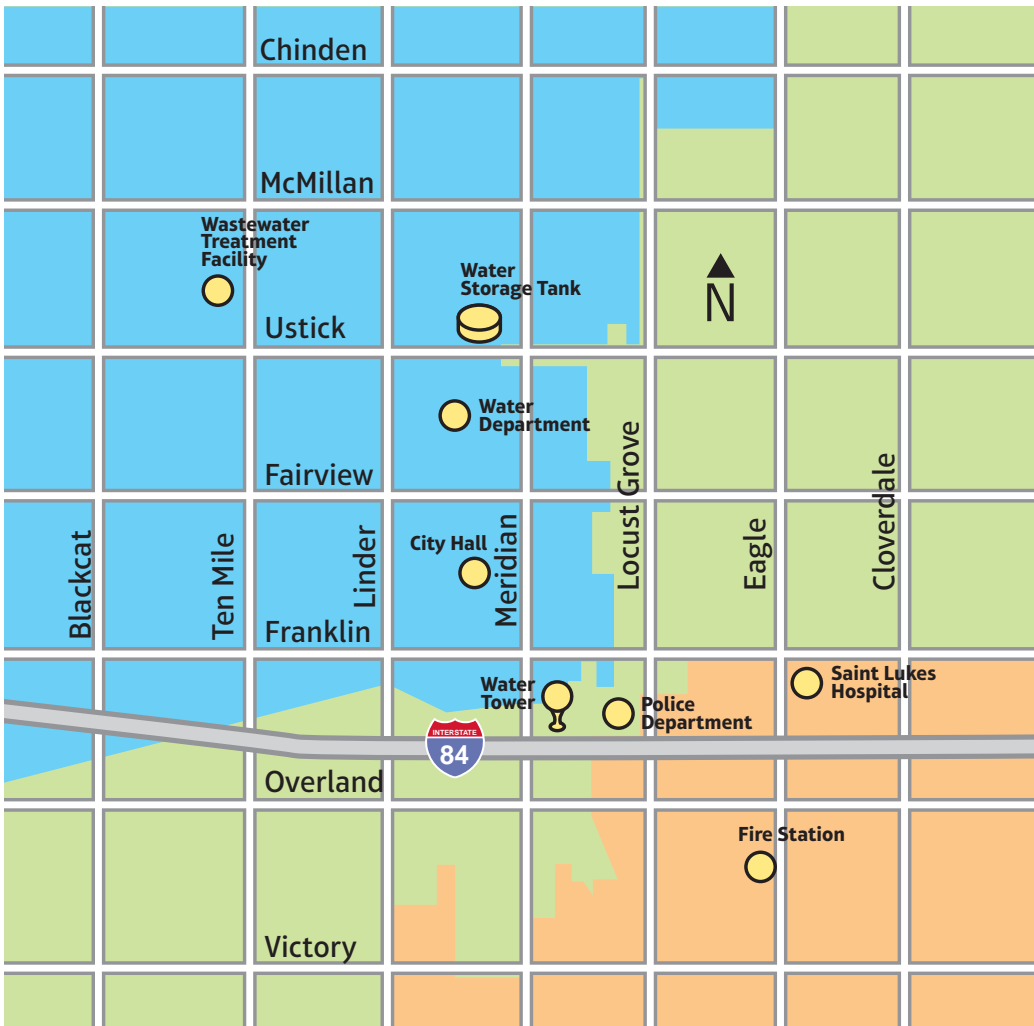 Chinden
McMillan
Wastewater
Treatment
Facility
Water
Storage Tank
N
Ustick
Water
Department
Fairview
Locust Grove
Cloverdale
Blackcat
Ten Mile
Linder
City Hall
Meridian
Eagle
Franklin
Water
Tower
Police
Department
Saint Lukes
Hospital
INTERSTATE
84
Overland
Fire Station
Victory